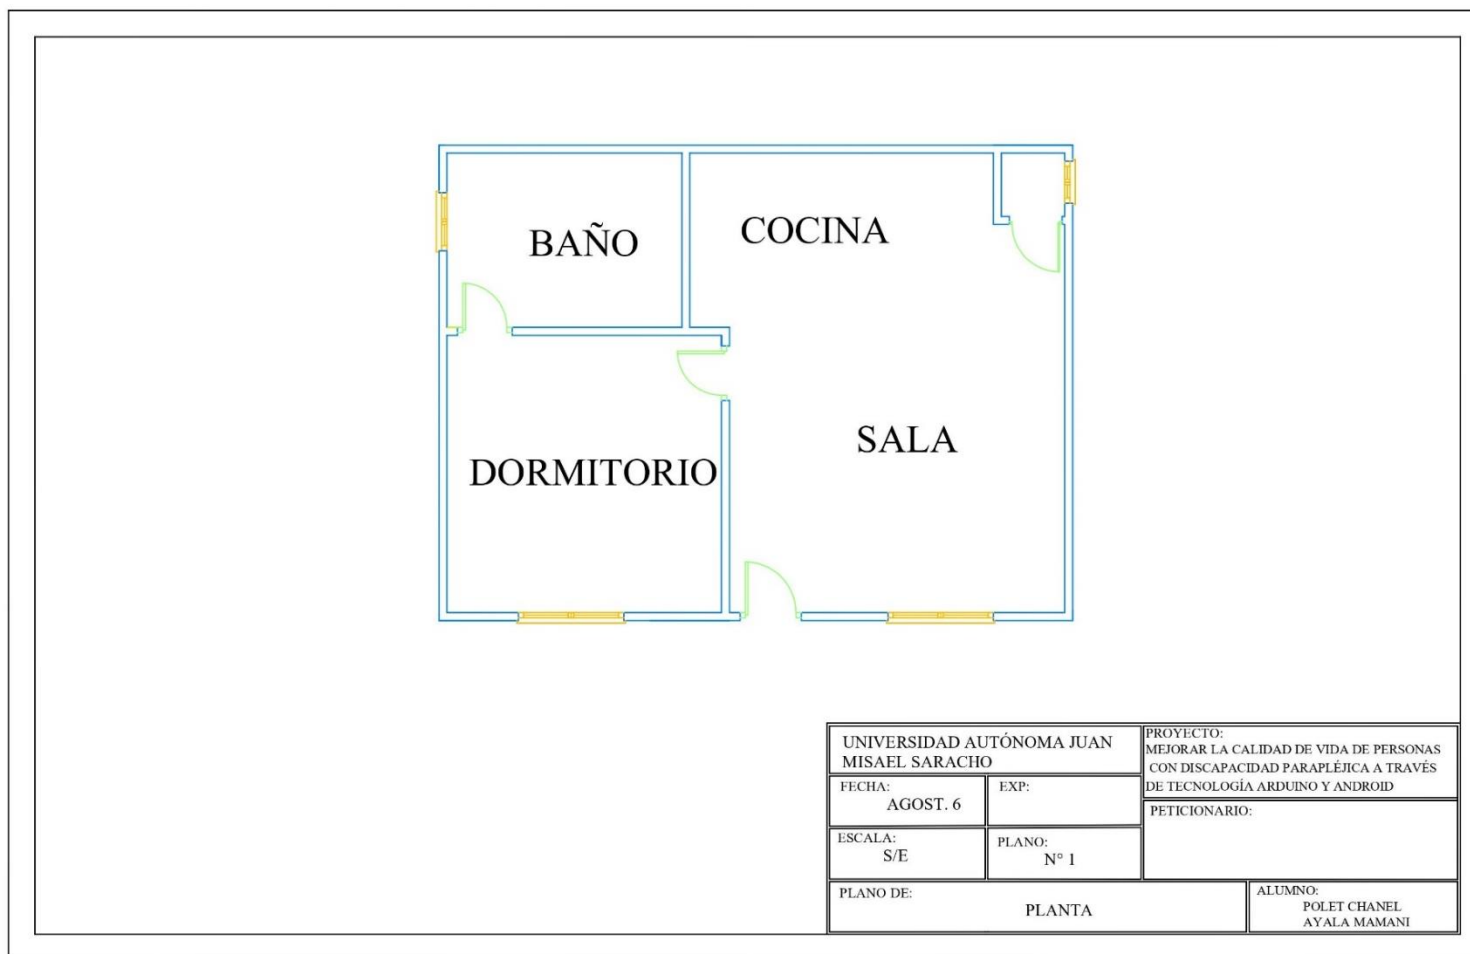 BAÑO
COCINA
SALA
DORMITORIO
UNIVERSIDAD AUTÓNOMA JUAN
MISAEL SARACHO
PROYECTO:
MEJORAR LA CALIDAD DE VIDA DE PERSONAS
CON DISCAPACIDAD PARAPLÉJICA A TRAVÉS
DE TECNOLOGÍA ARDUINO Y ANDROID
FECHA:
AGOST. 6
EXP:
PETICIONARIO:
ESCALA:
S/E
PLANO:
N° 1
PLANO DE:
PLANTA
ALUMNO:
POLET CHANEL
AYALA MAMANI